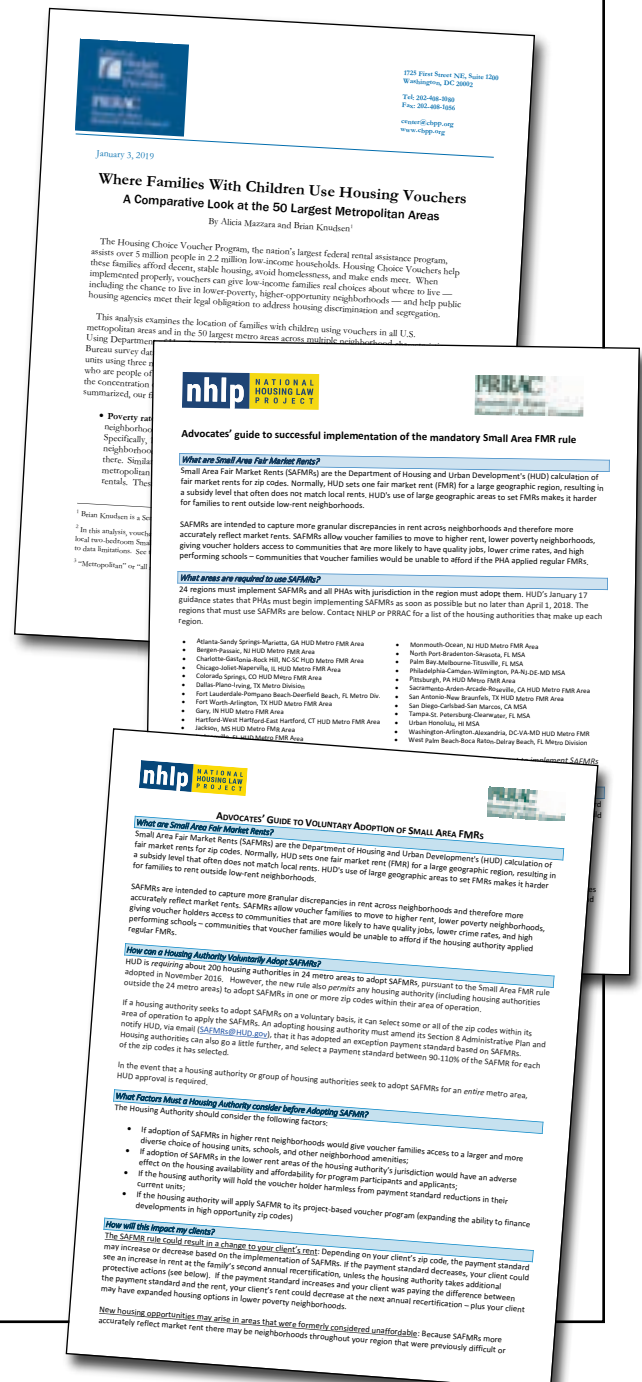 1725 First Street NE, Suite 1200
Washington, DC 20002
Tel: 202-408-1080
Fax: 202-408-1056
center@cbpp.org
www.cbpp.org
PRRAC
January 3, 2019
Where Families With Children Use Housing Vouchers
A Comparative Look at the 50 Largest Metropolitan Areas
By Alicia Mazzara and Brian Knudsen¹
The Housing Choice Voucher Program, the nation's largest federal rental assistance program,
assists over 5 million people in 2.2 million low-income households. Housing Choice Vouchers help
these families afford decent, stable housing, avoid homelessness, and make ends meet. When
implemented properly, vouchers can give low-income families real choices about where to live —
including the chance to live in lower-poverty, higher-opportunity neighborhoods — and help public
housing agencies meet their legal obligation to address housing discrimination and segregation.
This analysis examines the location of families with children using vouchers in all U.S.
metropolitan areas and in the 50 largest metro areas across multiple neighborhood
Using Department
Bureau survey dat
units using three
who are people of
the concentration
summarized, our f
• Poverty rat
neighborhoo
Specifically,
neighborhoo
there. Simila
metropolitan
rentals. Thes
¹ Brian Knudsen is a Se
² In this analysis, vouch
local two-bedroom Sma
to data limitations. See
³ "Metropolitan" or "all
nhlp NATIONAL HOUSING LAW PROJECT
PRRAC
Advocates' guide to successful implementation of the mandatory Small Area FMR rule
What are Small Area Fair Market Rents?
Small Area Fair Market Rents (SAFMRs) are the Department of Housing and Urban Development's (HUD) calculation of
fair market rents for zip codes. Normally, HUD sets one fair market rent (FMR) for a large geographic region, resulting in
a subsidy level that often does not match local rents. HUD's use of large geographic areas to set FMRs makes it harder
for families to rent outside low-rent neighborhoods.
SAFMRs are intended to capture more granular discrepancies in rent across neighborhoods and therefore more
accurately reflect market rents. SAFMRs allow voucher families to move to higher rent, lower poverty neighborhoods,
giving voucher holders access to communities that are more likely to have quality jobs, lower crime rates, and high
performing schools – communities that voucher families would be unable to afford if the PHA applied regular FMRs.
What areas are required to use SAFMRs?
24 regions must implement SAFMRs and all PHAs with jurisdiction in the region must adopt them. HUD's January 17
guidance states that PHAs must begin implementing SAFMRs as soon as possible but no later than April 1, 2018. The
regions that must use SAFMRs are below. Contact NHLP or PRRAC for a list of the housing authorities that make up each
region.
• Atlanta-Sandy Springs-Marietta, GA HUD Metro FMR Area
• Bergen-Passaic, NJ HUD Metro FMR Area
• Charlotte-Gastonia-Rock Hill, NC-SC HUD Metro FMR Area
• Chicago-Joliet-Naperville, IL HUD Metro FMR Area
• Colorado Springs, CO HUD Metro FMR Area
• Dallas-Plano-Irving, TX Metro Division
• Fort Lauderdale-Pompano Beach-Deerfield Beach, FL Metro Div.
• Fort Worth-Arlington, TX HUD Metro FMR Area
• Gary, IN HUD Metro FMR Area
• Hartford-West Hartford-East Hartford, CT HUD Metro FMR Area
• Jackson, MS HUD Metro FMR Area
FL HUD Metro FMR Area
• Monmouth-Ocean, NJ HUD Metro FMR Area
• North Port-Bradenton-Sarasota, FL MSA
• Palm Bay-Melbourne-Titusville, FL MSA
• Philadelphia-Camden-Wilmington, PA-NJ-DE-MD MSA
• Pittsburgh, PA HUD Metro FMR Area
• Sacramento-Arden-Arcade-Roseville, CA HUD Metro FMR Area
• San Antonio-New Braunfels, TX HUD Metro FMR Area
• San Diego-Carlsbad-San Marcos, CA MSA
• Tampa-St. Petersburg-Clearwater, FL MSA
• Urban Honolulu, HI MSA
• Washington-Arlington-Alexandria, DC-VA-MD HUD Metro FMR
• West Palm Beach-Boca Raton-Delray Beach, FL Metro Division
implement SAFMRs
nhlp NATIONAL HOUSING LAW PROJECT
PRRAC
ADVOCATES' GUIDE TO VOLUNTARY ADOPTION OF SMALL AREA FMRS
What are Small Area Fair Market Rents?
Small Area Fair Market Rents (SAFMRs) are the Department of Housing and Urban Development's (HUD) calculation of
fair market rents for zip codes. Normally, HUD sets one fair market rent (FMR) for a large geographic region, resulting in
a subsidy level that often does not match local rents. HUD's use of large geographic areas to set FMRs makes it harder
for families to rent outside low-rent neighborhoods.
SAFMRs are intended to capture more granular discrepancies in rent across neighborhoods and therefore more
accurately reflect market rents. SAFMRs allow voucher families to move to higher rent, lower poverty neighborhoods,
giving voucher holders access to communities that are more likely to have quality jobs, lower crime rates, and high
performing schools – communities that voucher families would be unable to afford if the housing authority applied
regular FMRs.
How can a Housing Authority Voluntarily Adopt SAFMRs?
HUD is requiring about 200 housing authorities in 24 metro areas to adopt SAFMRs, pursuant to the Small Area FMR rule
adopted in November 2016. However, the new rule also permits any housing authority (including housing authorities
outside the 24 metro areas) to adopt SAFMRs in one or more zip codes within their area of operation.
If a housing authority seeks to adopt SAFMRs on a voluntary basis, it can select some or all of the zip codes within its
area of operation to apply the SAFMRs. An adopting housing authority must amend its Section 8 Administrative Plan and
notify HUD, via email (SAFMRs@HUD.gov), that it has adopted an exception payment standard based on SAFMRs.
Housing authorities can also go a little further, and select a payment standard between 90-110% of the SAFMR for each
of the zip code it has selected.
In the event that a housing authority or group of housing authorities seek to adopt SAFMRs for an entire metro area,
HUD approval is required.
What Factors Must a Housing Authority consider before Adopting SAFMR?
The Housing Authority should consider the following factors:
• If adoption of SAFMRs in higher rent neighborhoods would give voucher families access to a larger and more
diverse choice of housing units, schools, and other neighborhood amenities;
• If adoption of SAFMRs in the lower rent areas of the housing authority's jurisdiction would have an adverse
effect on the housing availability and affordability for program participants and applicants;
• If the housing authority will hold the voucher holder harmless from payment standard reductions in their
current units;
• If the housing authority will apply SAFMR to its project-based voucher program (expanding the ability to finance
developments in high opportunity zip codes)
How will this impact my clients?
The SAFMR rule could result in a change to your client's rent: Depending on your client's zip code, the payment standard
may increase or decrease based on the implementation of SAFMRs. If the payment standard decreases, your client could
see an increase in rent at the family's second annual recertification, unless the housing authority takes additional
protective actions (see below). If the payment standard increases and your client was paying the difference between
the payment standard and the rent, your client's rent could decrease at the next annual recertification – plus your client
may have expanded housing options in lower poverty neighborhoods.
New housing opportunities may arise in areas that were formerly considered unaffordable: Because SAFMRs more
accurately reflect market rent there may be neighborhoods throughout your region that were previously difficult or